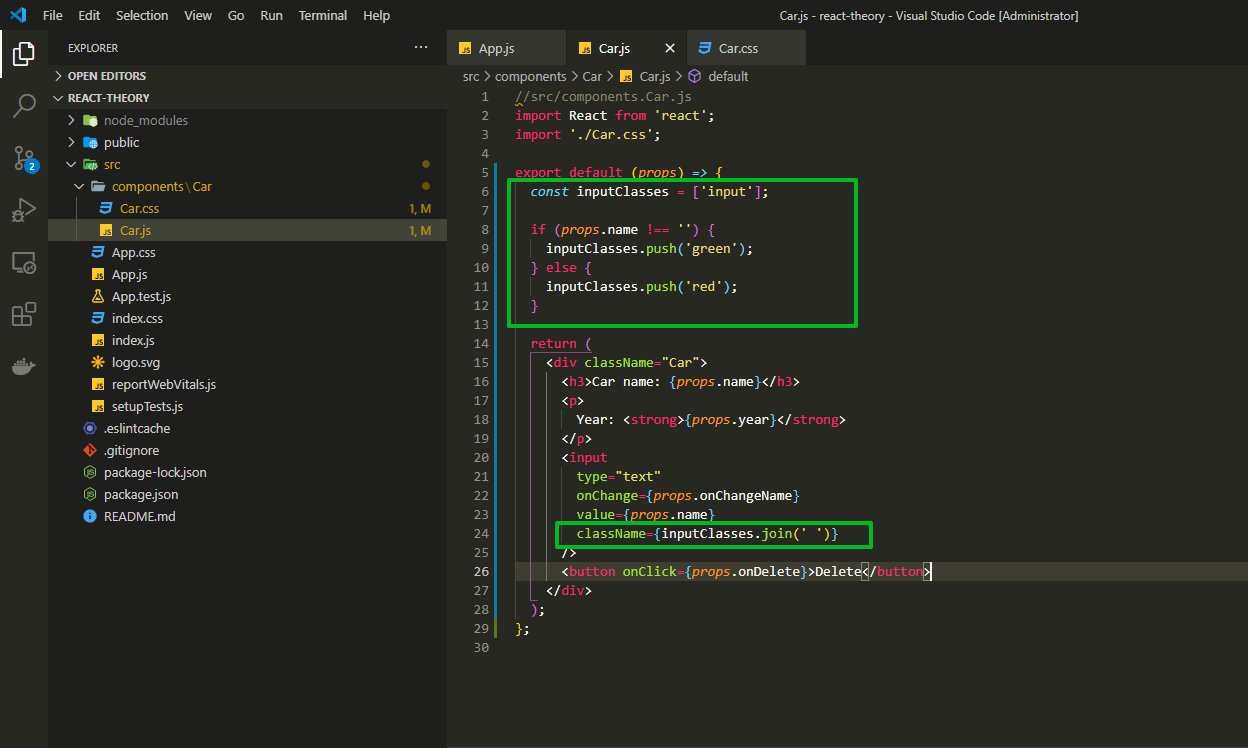 File Edit Selection View Go Run Terminal Help Car.js - react-theory - Visual Studio Code [Administrator]
EXPLORER ···
OPEN EDITORS
REACT-THEORY
node_modules
public
src
components\Car
Car.css 1, M
Car.js 1, M
App.css
App.js
App.test.js
index.css
index.js
logo.svg
reportWebVitals.js
setupTests.js
.eslintcache
.gitignore
package-lock.json
package.json
README.md
2
App.js Car.js Car.css
src > components > Car > Car.js > default
1 //src/components.Car.js
2 import React from 'react';
3 import './Car.css';
4
5 export default (props) => {
6 const inputClasses = ['input'];
7
8 if (props.name !== '') {
9 inputClasses.push('green');
10 } else {
11 inputClasses.push('red');
12 }
13
14 return (
15 <div className="Car">
16 <h3>Car name: {props.name}</h3>
17 <p>
18 Year: <strong>{props.year}</strong>
19 </p>
20 <input
21 type="text"
22 onChange={props.onChangeName}
23 value={props.name}
24 className={inputClasses.join(' ')}
25 />
26 <button onClick={props.onDelete}>Delete</button>
27 </div>
28 );
29 };
30